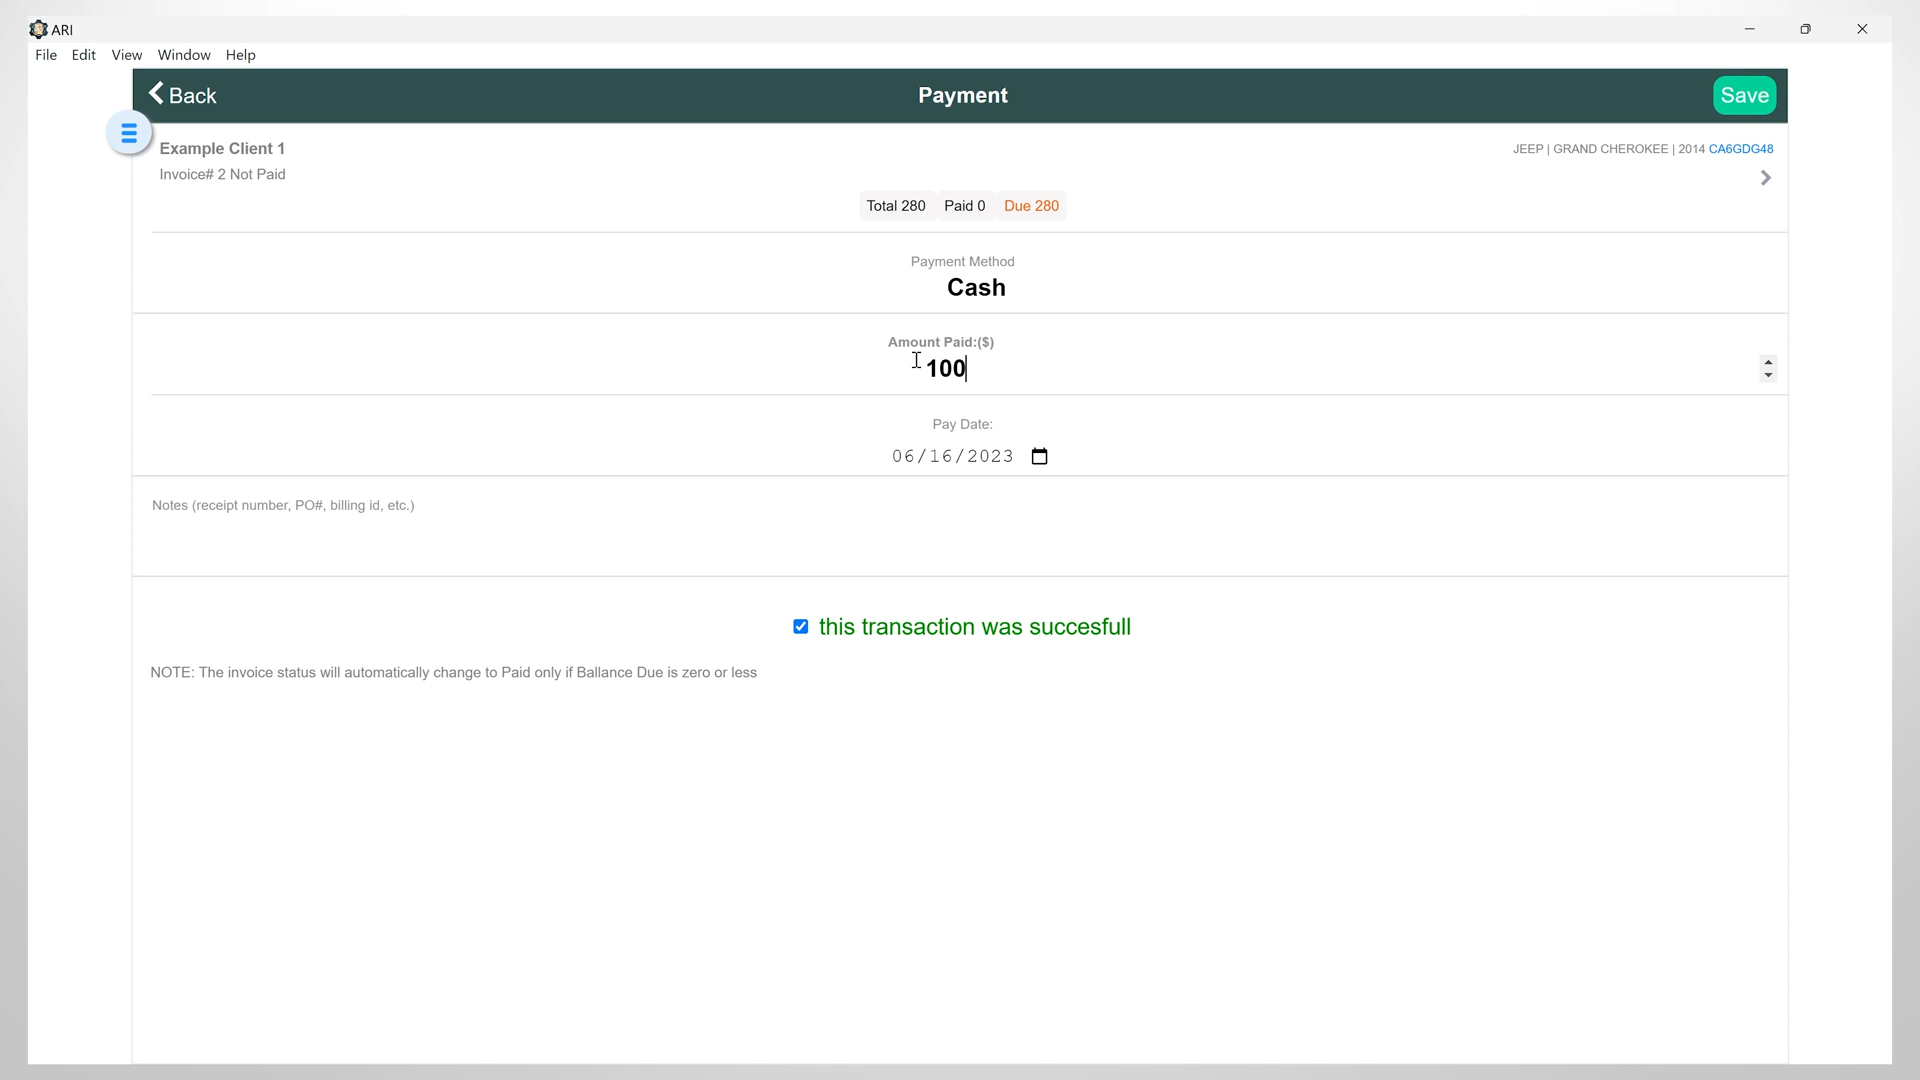 ARI
File Edit View Window Help
Back Payment Save
Example Client 1 JEEP | GRAND CHEROKEE | 2014 CA6GDG48
Invoice# 2 Not Paid
Total 280 Paid 0 Due 280
Payment Method
Cash
Amount Paid:($)
100
Pay Date:
06/16/2023
Notes (receipt number, PO#, billing id, etc.)
this transaction was succesfull
NOTE: The invoice status will automatically change to Paid only if Ballance Due is zero or less